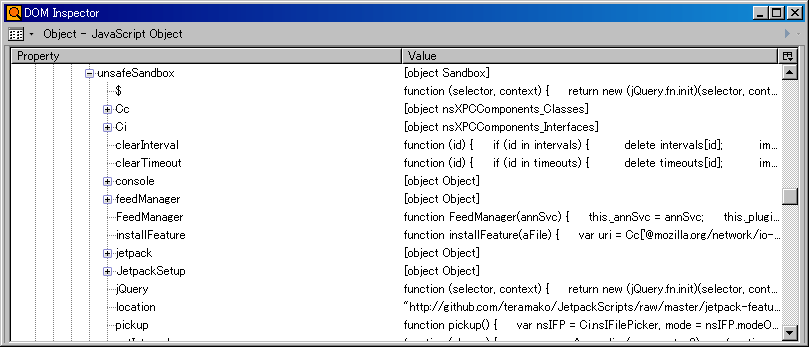 DOM Inspector
Object - JavaScript Object
Property Value
unsafeSandbox [object Sandbox]
$ function (selector, context) { return new (jQuery.fn.init)(selector, cont...
Cc [object nsXPCComponents_Classes]
Ci [object nsXPCComponents_Interfaces]
clearInterval function (id) { if (id in intervals) { delete intervals[id]; im...
clearTimeout function (id) { if (id in timeouts) { delete timeouts[id]; im...
console [object Object]
feedManager [object Object]
FeedManager function FeedManager(annSvc) { this._annSvc = annSvc; this._plugi...
installFeature function installFeature(aFile) { var uri = Cc['@mozilla.org/network/io-...
jetpack [object Object]
JetpackSetup [object Object]
jQuery function (selector, context) { return new (jQuery.fn.init)(selector, cont...
location "http://github.com/teramako/JetpackScripts/raw/master/jetpack-featu...
pickup function pickup() { var nsIFP = Ci.nsIFilePicker, mode = nsIFP.modeO...